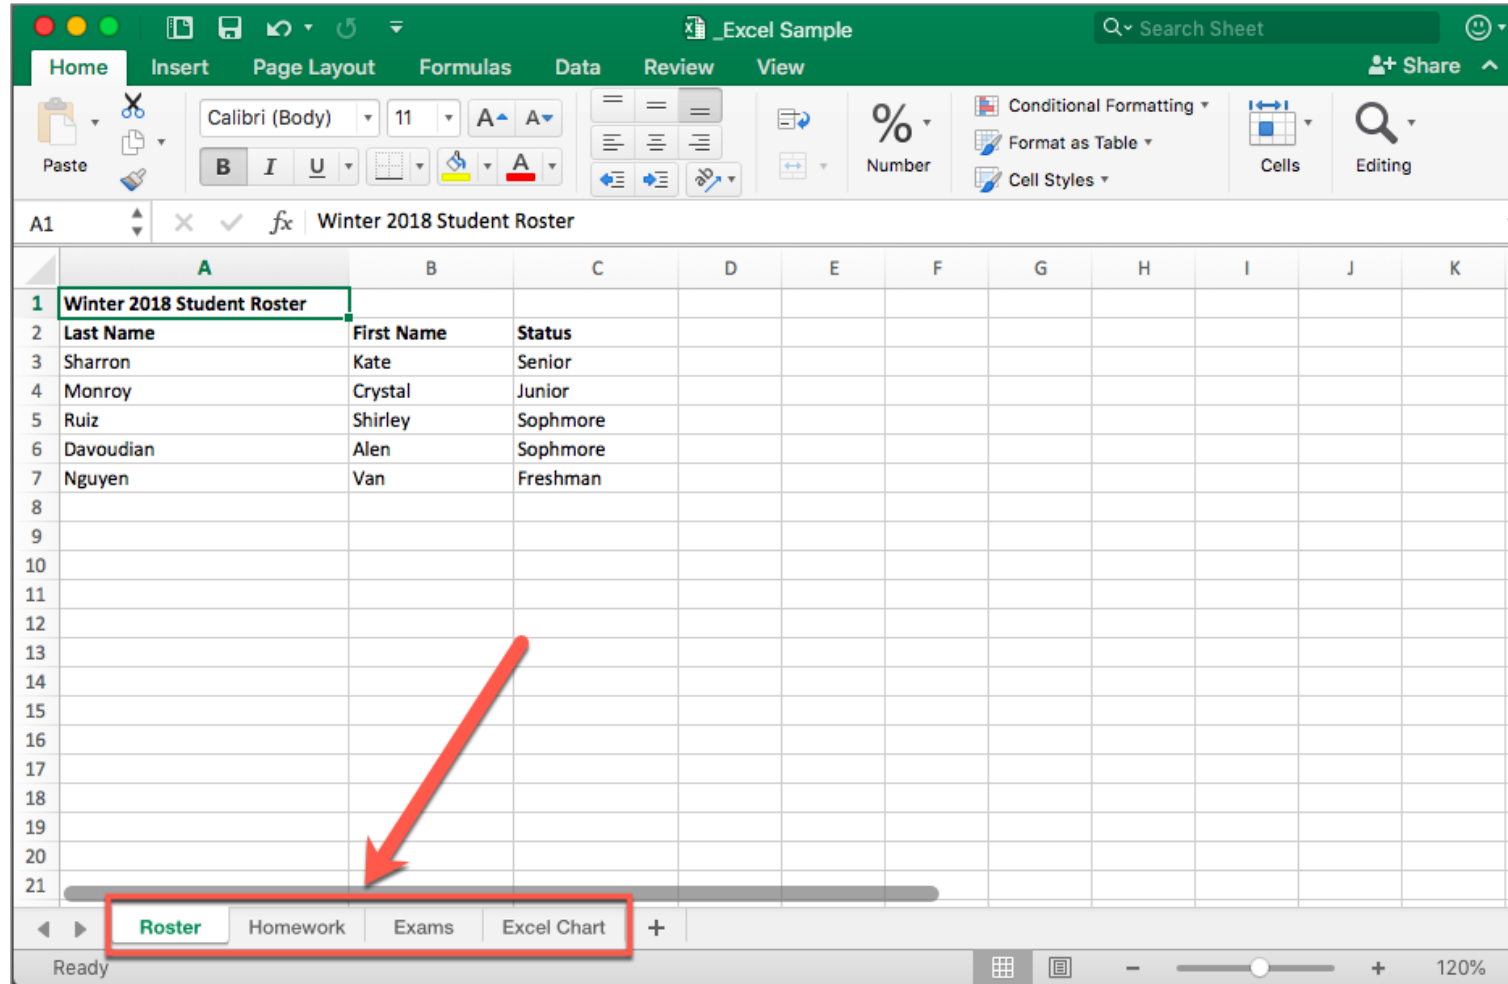 _Excel Sample
Search Sheet
Home Insert Page Layout Formulas Data Review View
Share
Calibri (Body) 11 A A
Conditional Formatting
Format as Table
Cell Styles
Paste
B I U A
% Number
Cells
Editing
A1 fx Winter 2018 Student Roster
A B C D E F G H I J K
1 Winter 2018 Student Roster
2 Last Name First Name Status
3 Sharron Kate Senior
4 Monroy Crystal Junior
5 Ruiz Shirley Sophmore
6 Davoudian Alen Sophmore
7 Nguyen Van Freshman
8
9
10
11
12
13
14
15
16
17
18
19
20
21
Roster Homework Exams Excel Chart +
Ready
− + 120%